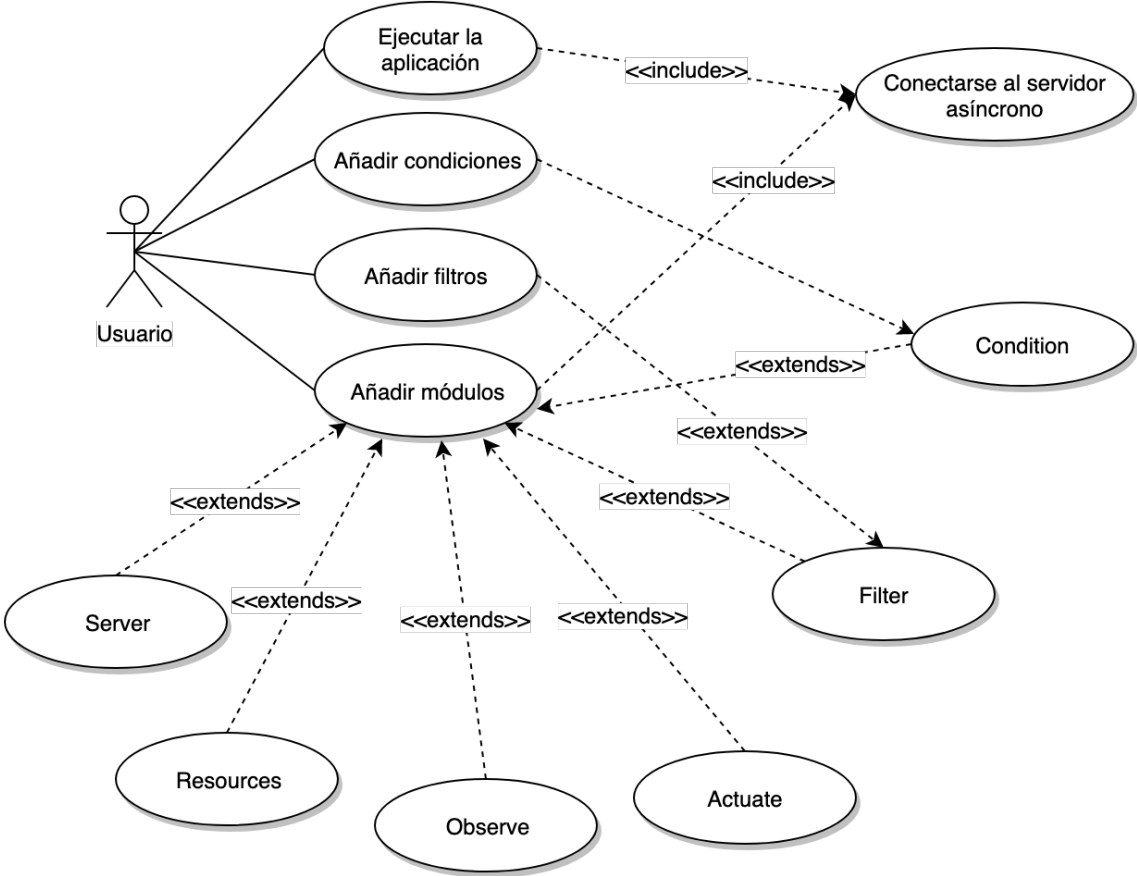 Ejecutar la
aplicación
<<include>>
Conectarse al servidor
asíncrono
Añadir condiciones
<<include>>
Añadir filtros
Usuario
Condition
<<extends>>
Añadir módulos
<<extends>>
<<extends>>
<<extends>>
Filter
<<extends>>
<<extends>>
<<extends>>
Server
Resources
Actuate
Observe